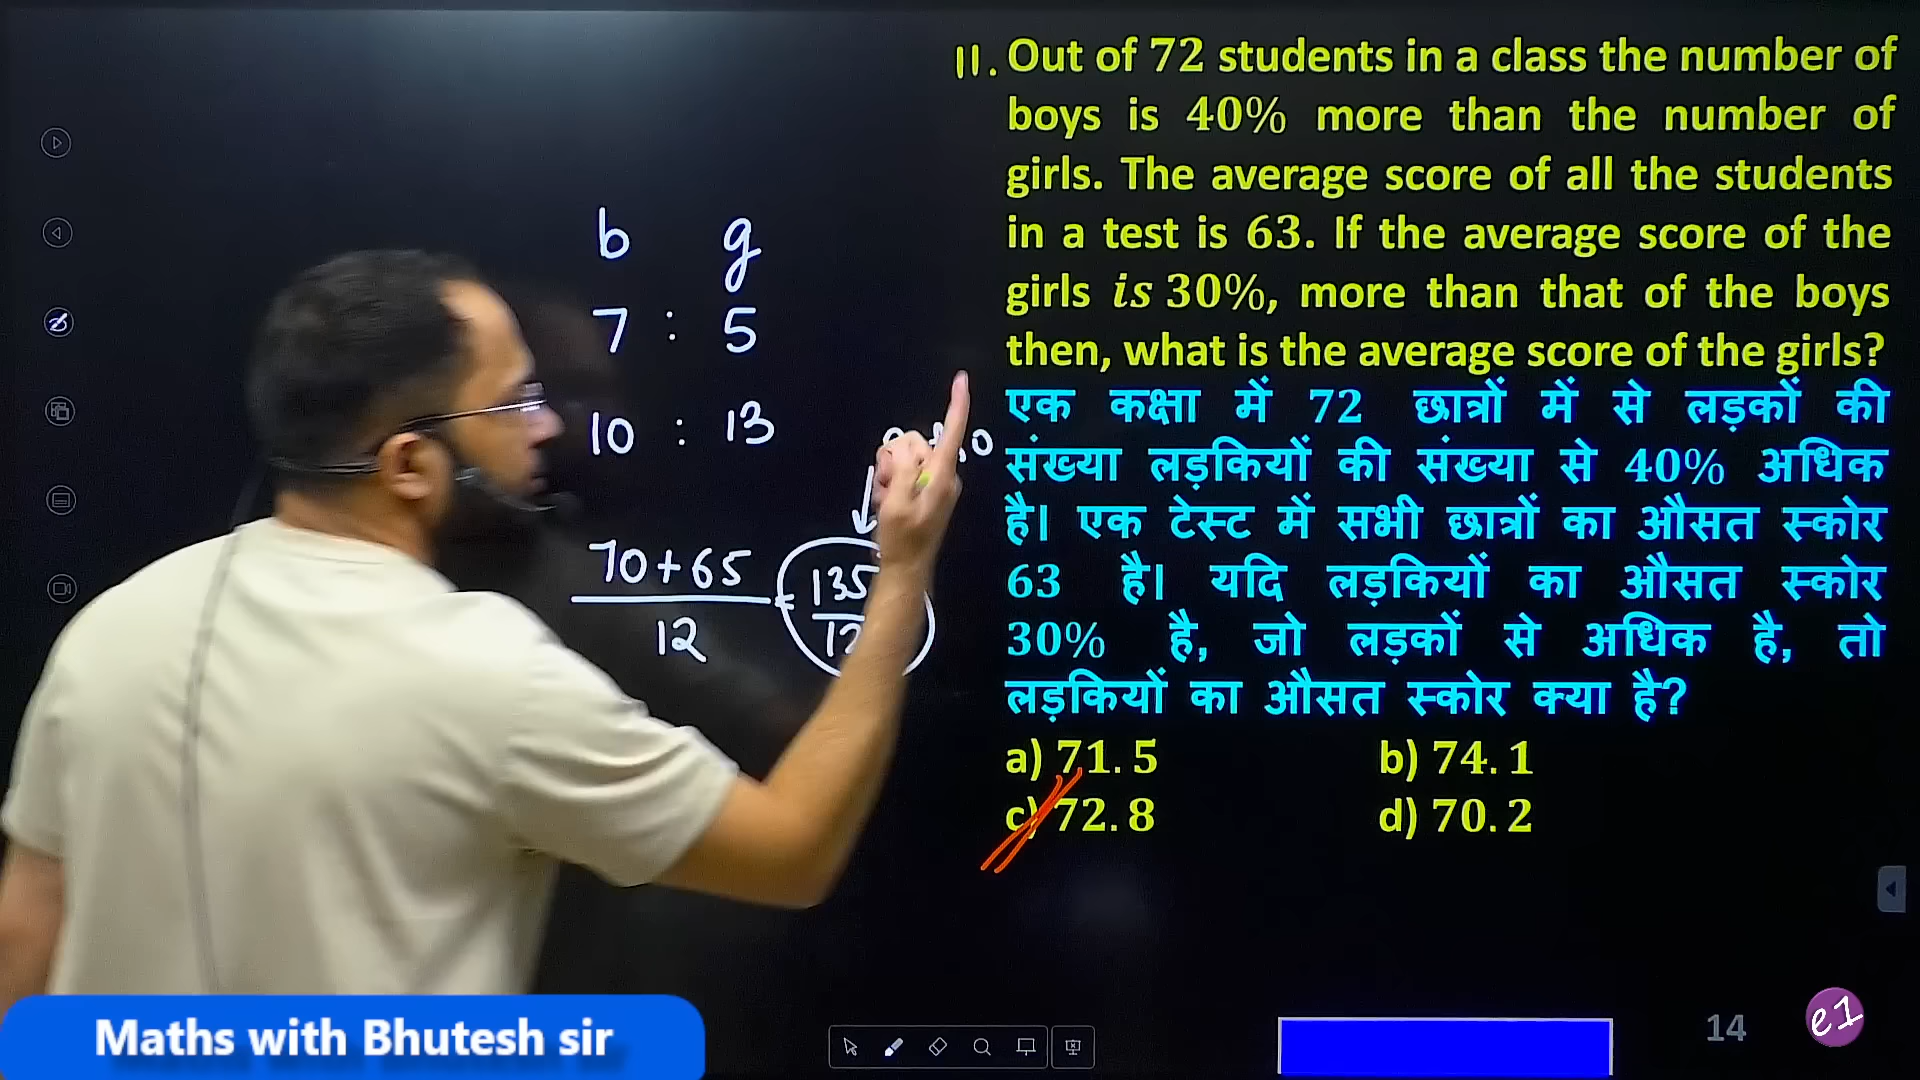 b g
7 : 5
10 : 13
70+65
12
=
135
12
11. Out of 72 students in a class the number of
boys is 40% more than the number of
girls. The average score of all the students
in a test is 63. If the average score of the
girls is 30%, more than that of the boys
then, what is the average score of the girls?
एक कक्षा में 72 छात्रों में से लड़कों की
संख्या लड़कियों की संख्या से 40% अधिक
है। एक टेस्ट में सभी छात्रों का औसत स्कोर
63 है। यदि लड़कियों का औसत स्कोर
30% है, जो लड़कों से अधिक है, तो
लड़कियों का औसत स्कोर क्या है?
a) 71.5 b) 74.1
c) 72.8 d) 70.2
Maths with Bhutesh sir
14
e1